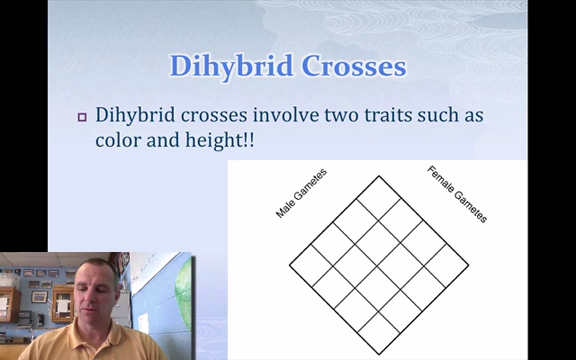 Dihybrid Crosses
Dihybrid crosses involve two traits such as
color and height!!
Male Gametes
Female Gametes